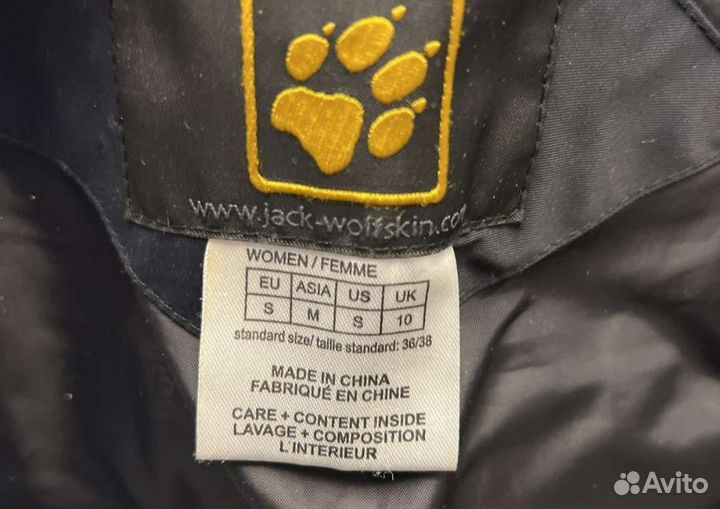 www.jack-wolfskin.com
WOMEN / FEMME
EU ASIA US UK
S M S 10
standard size/ taille standard: 36/38
MADE IN CHINA
FABRIQUÉ EN CHINE
CARE + CONTENT INSIDE
LAVAGE + COMPOSITION
L'INTERIEUR
Avito